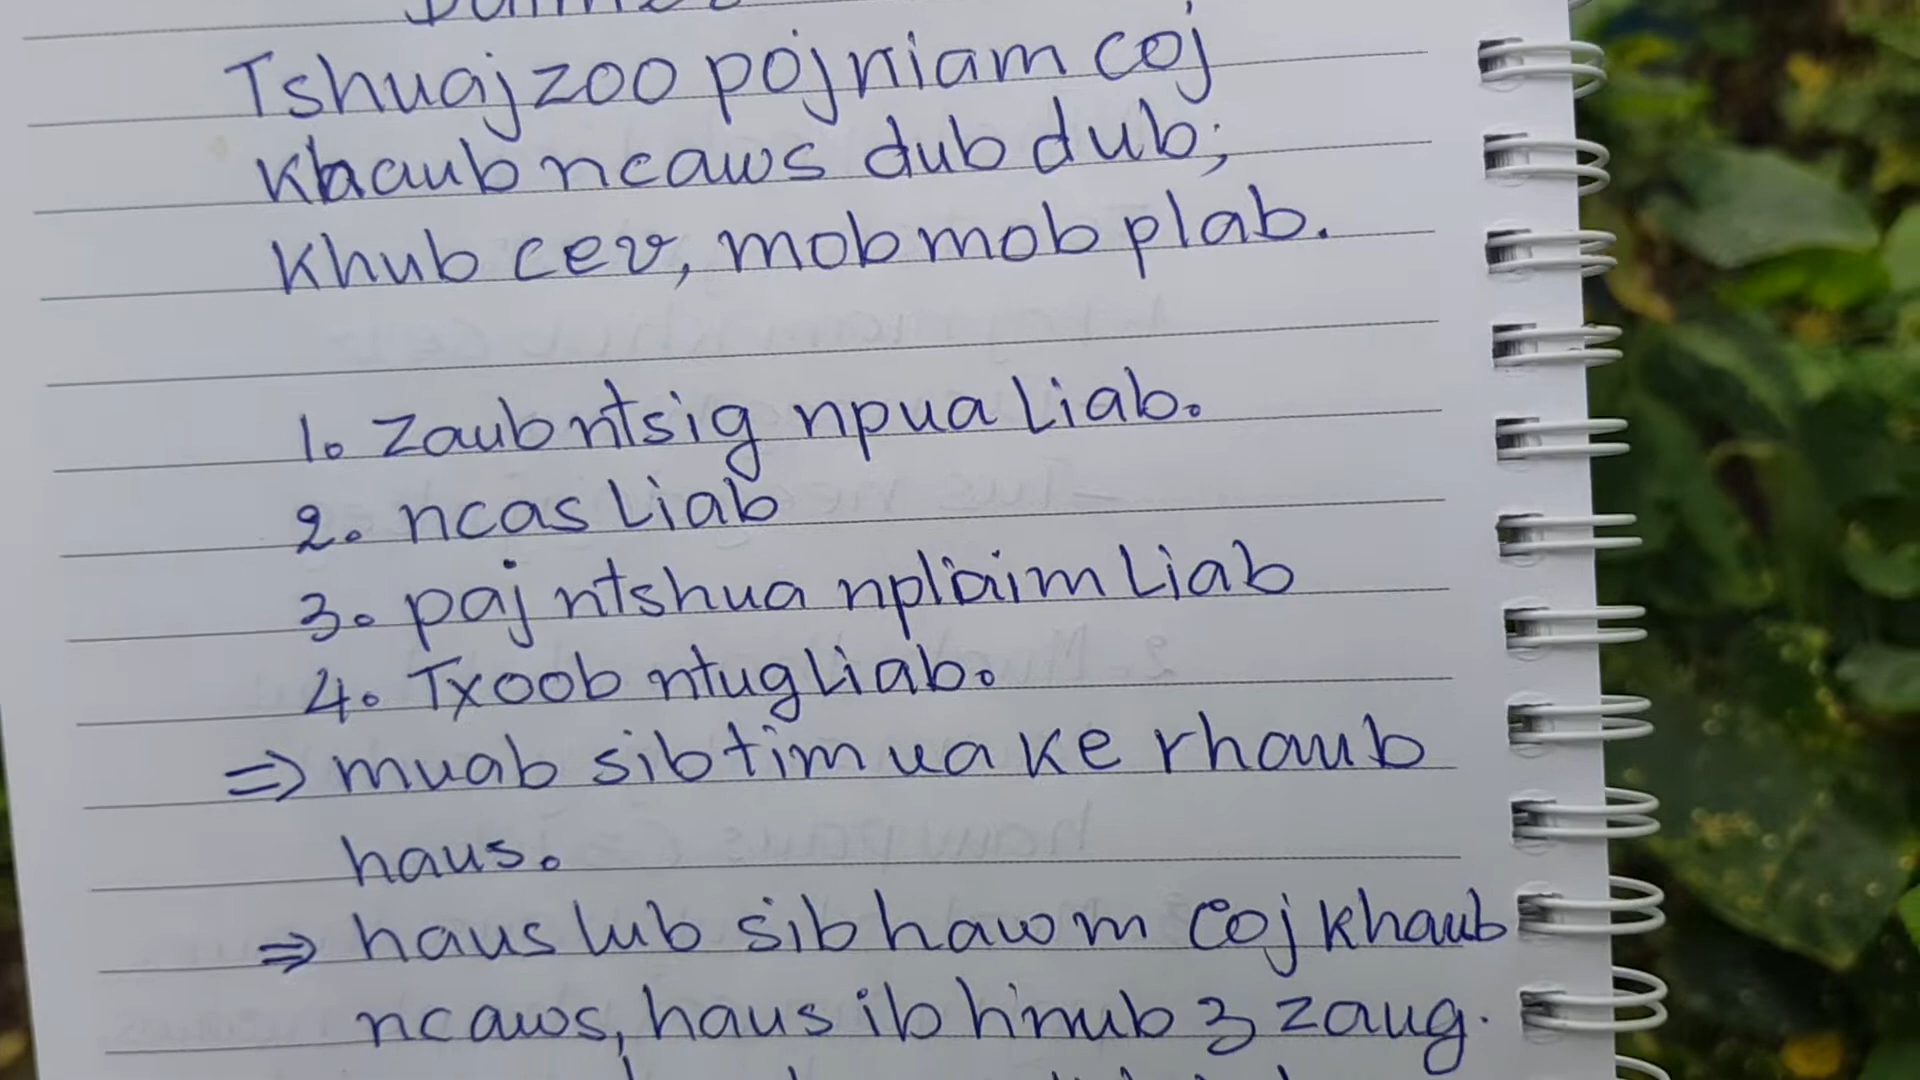 Tshuaj zoo pojniam coj
Khaub ncaws dub dub;
Khub cev, mob mob plab.
1. Zaub ntsig npua Liab.
2. ncas Liab
3. paj ntshua nplaim Liab
4. Txoob ntug Liab.
⇒ muab sib tim ua ke rhaub
haus.
⇒ haus lub sib hawm coj khaub
ncaws, haus ib hnub 3 zaug.